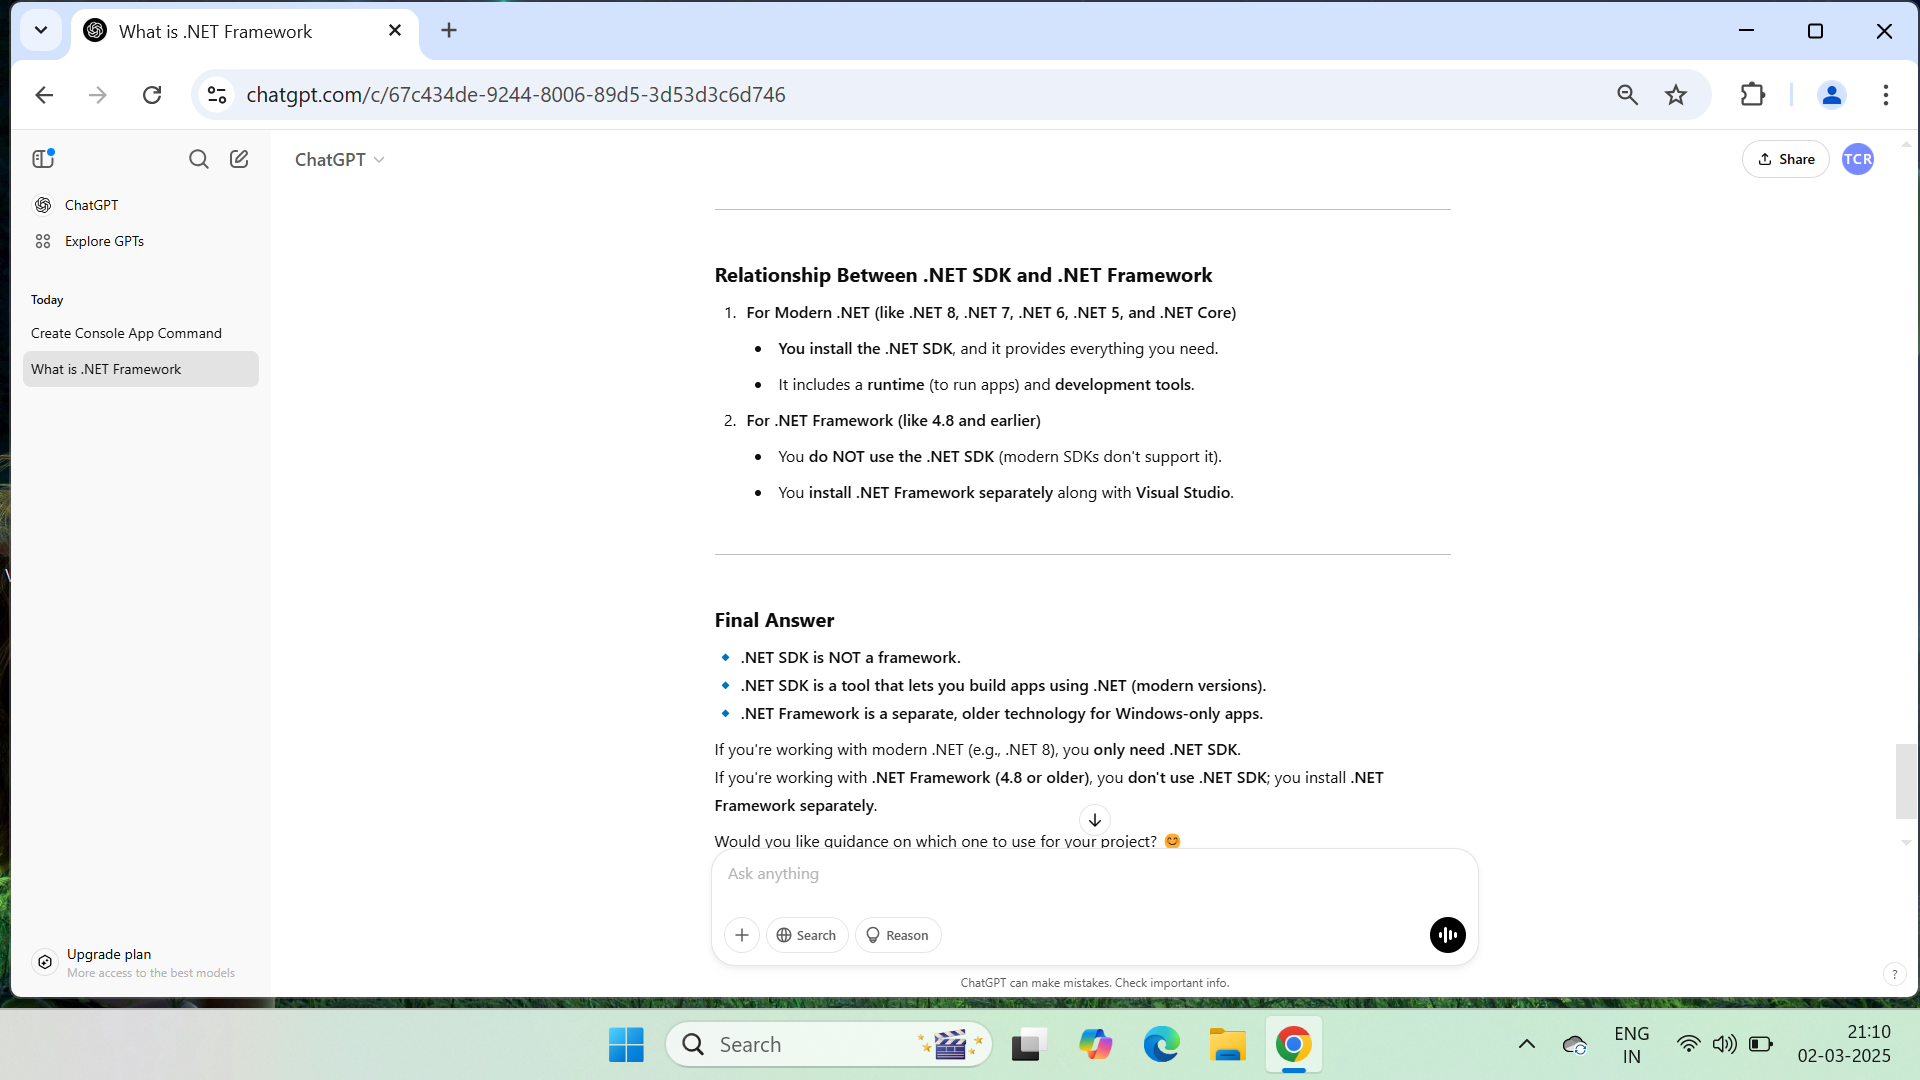 What is .NET Framework
chatgpt.com/c/67c434de-9244-8006-89d5-3d53d3c6d746
ChatGPT
Share
TCR
ChatGPT
Explore GPTs
Today
Create Console App Command
What is .NET Framework
Relationship Between .NET SDK and .NET Framework
1. For Modern .NET (like .NET 8, .NET 7, .NET 6, .NET 5, and .NET Core)
• You install the .NET SDK, and it provides everything you need.
• It includes a runtime (to run apps) and development tools.
2. For .NET Framework (like 4.8 and earlier)
• You do NOT use the .NET SDK (modern SDKs don't support it).
• You install .NET Framework separately along with Visual Studio.
Final Answer
🔹 .NET SDK is NOT a framework.
🔹 .NET SDK is a tool that lets you build apps using .NET (modern versions).
🔹 .NET Framework is a separate, older technology for Windows-only apps.
If you're working with modern .NET (e.g., .NET 8), you only need .NET SDK.
If you're working with .NET Framework (4.8 or older), you don't use .NET SDK; you install .NET
Framework separately.
Would you like guidance on which one to use for your project? 😊
Ask anything
Search
Reason
Upgrade plan
More access to the best models
ChatGPT can make mistakes. Check important info.
?
Search
ENG
IN
21:10
02-03-2025